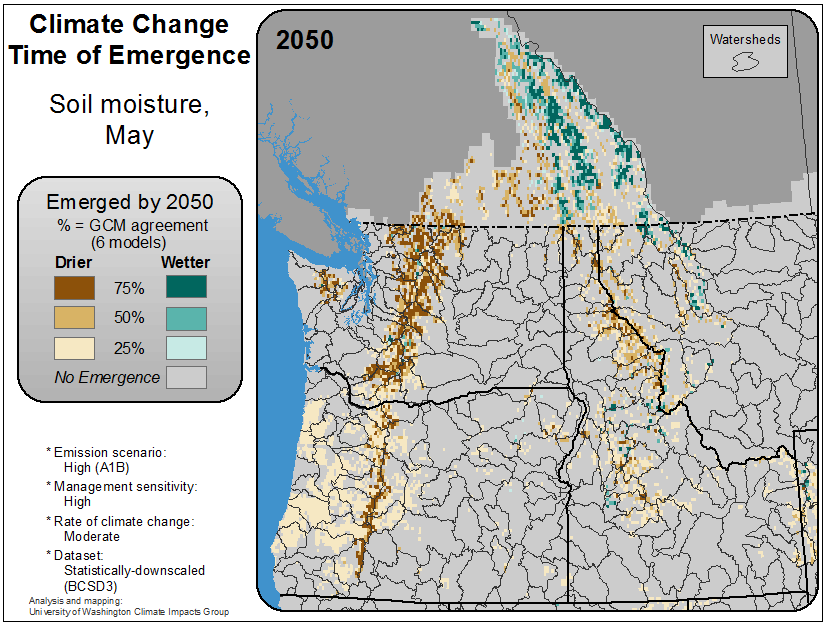 Climate Change
Time of Emergence
Soil moisture,
May
Emerged by 2050
% = GCM agreement
(6 models)
Drier Wetter
75%
50%
25%
No Emergence
* Emission scenario:
High (A1B)
* Management sensitivity:
High
* Rate of climate change:
Moderate
* Dataset:
Statistically-downscaled
(BCSD3)
Analysis and mapping:
University of Washington Climate Impacts Group
2050
Watersheds